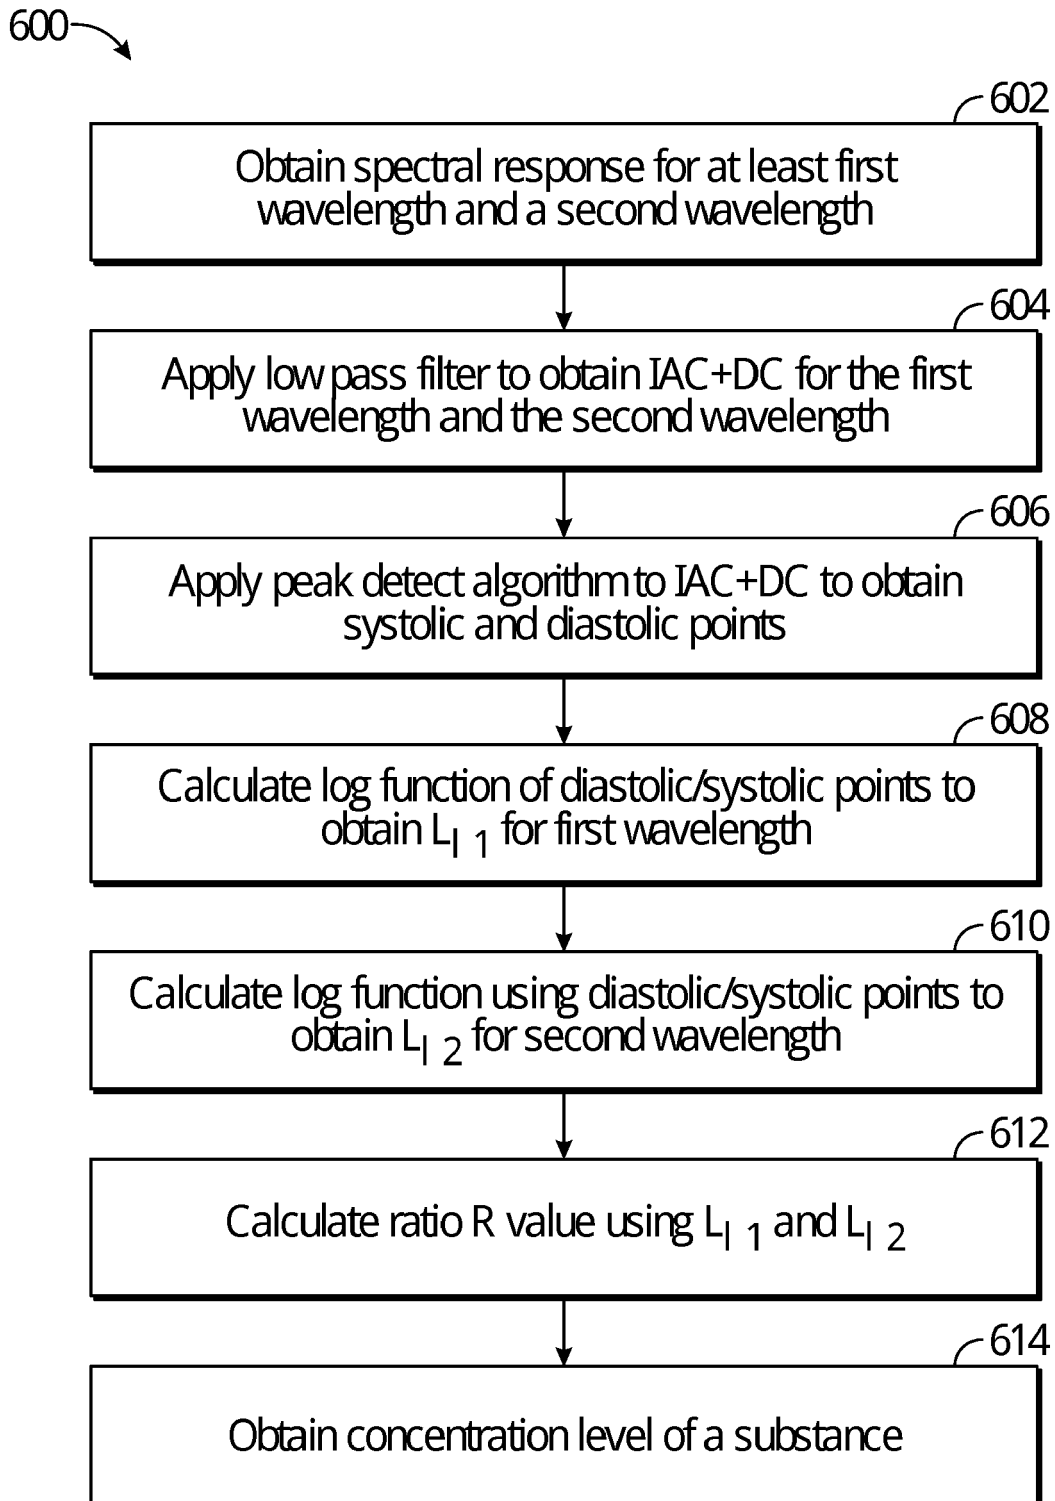 600
602
Obtain spectral response for at least first
wavelength and a second wavelength
604
Apply low pass filter to obtain IAC+DC for the first
wavelength and the second wavelength
606
Apply peak detect algorithm to IAC+DC to obtain
systolic and diastolic points
608
Calculate log function of diastolic/systolic points to
obtain Ll 1 for first wavelength
610
Calculate log function using diastolic/systolic points to
obtain Ll 2 for second wavelength
612
Calculate ratio R value using Ll 1 and Ll 2
614
Obtain concentration level of a substance